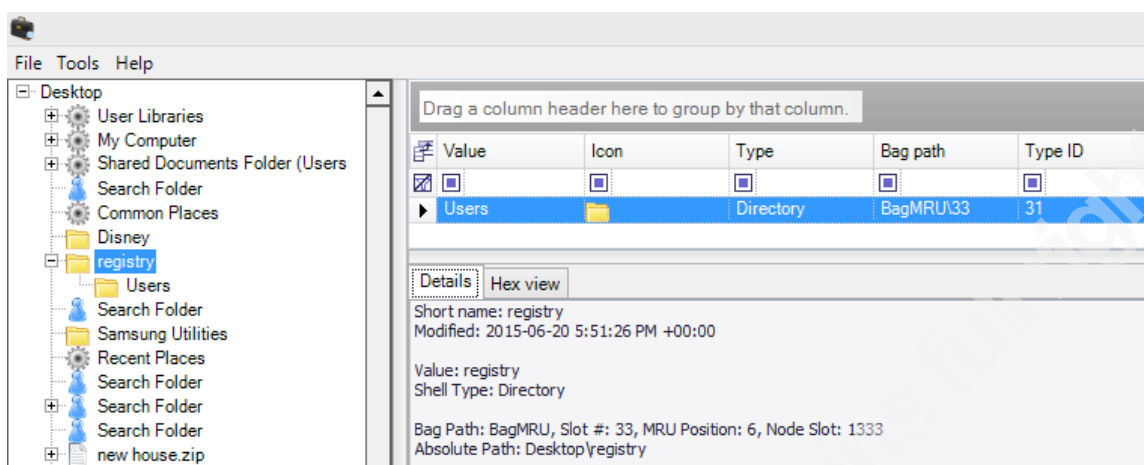 File Tools Help
Desktop
User Libraries
My Computer
Shared Documents Folder (Users
Search Folder
Common Places
Disney
registry
Users
Search Folder
Samsung Utilities
Recent Places
Search Folder
Search Folder
Search Folder
new house.zip
Drag a column header here to group by that column.
Value Icon Type Bag path Type ID
Users Directory BagMRU\33 31
Details Hex view
Short name: registry
Modified: 2015-06-20 5:51:26 PM +00:00
Value: registry
Shell Type: Directory
Bag Path: BagMRU, Slot #: 33, MRU Position: 6, Node Slot: 1333
Absolute Path: Desktop\registry